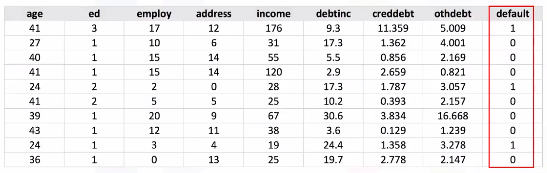 age ed employ address income debtinc creddebt othdebt default
41 3 17 12 176 9.3 11.359 5.009 1
27 1 10 6 31 17.3 1.362 4.001 0
40 1 15 14 55 5.5 0.856 2.169 0
41 1 15 14 120 2.9 2.659 0.821 0
24 2 2 0 28 17.3 1.787 3.057 1
41 2 5 5 25 10.2 0.393 2.157 0
39 1 20 9 67 30.6 3.834 16.668 0
43 1 12 11 38 3.6 0.129 1.239 0
24 1 3 4 19 24.4 1.358 3.278 1
36 1 0 13 25 19.7 2.778 2.147 0